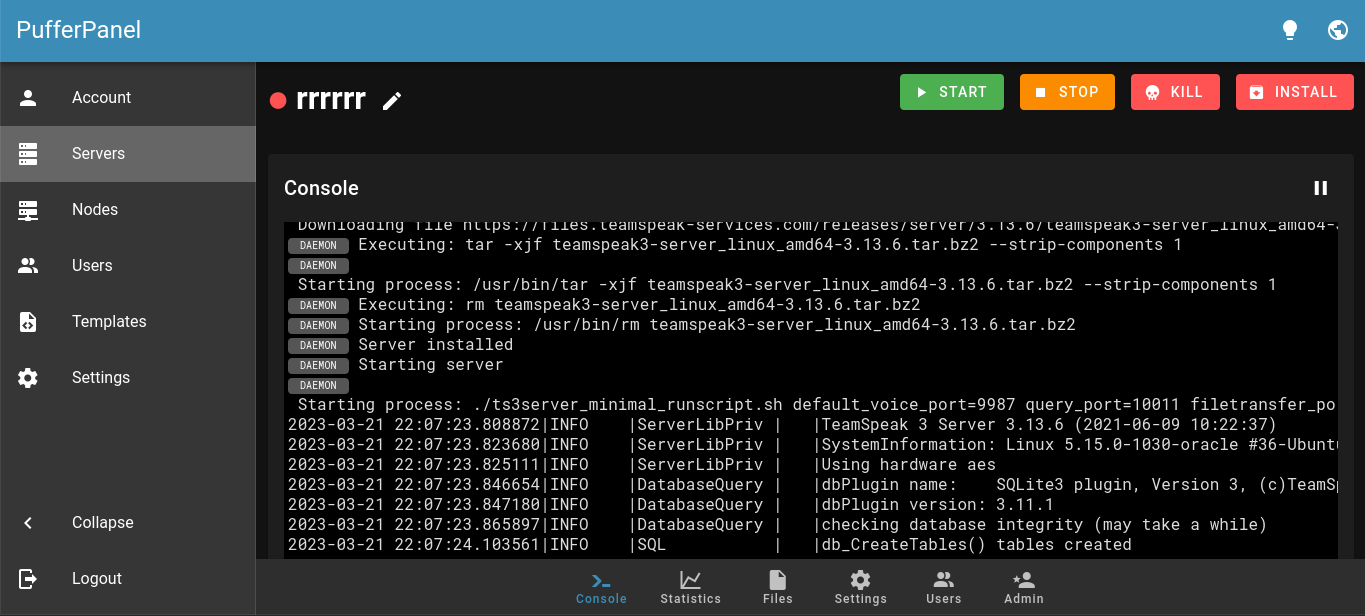 PufferPanel
Account
Servers
Nodes
Users
Templates
Settings
Collapse
Logout
rrrrrr
START
STOP
KILL
INSTALL
Console
Downloading file https://files.teamspeak-services.com/releases/server/3.13.6/teamspeak3-server_linux_amd64-3
DAEMON Executing: tar -xjf teamspeak3-server_linux_amd64-3.13.6.tar.bz2 --strip-components 1
DAEMON
Starting process: /usr/bin/tar -xjf teamspeak3-server_linux_amd64-3.13.6.tar.bz2 --strip-components 1
DAEMON Executing: rm teamspeak3-server_linux_amd64-3.13.6.tar.bz2
DAEMON Starting process: /usr/bin/rm teamspeak3-server_linux_amd64-3.13.6.tar.bz2
DAEMON Server installed
DAEMON Starting server
DAEMON
Starting process: ./ts3server_minimal_runscript.sh default_voice_port=9987 query_port=10011 filetransfer_po
2023-03-21 22:07:23.808872|INFO    |ServerLibPriv |   |TeamSpeak 3 Server 3.13.6 (2021-06-09 10:22:37)
2023-03-21 22:07:23.823680|INFO    |ServerLibPriv |   |SystemInformation: Linux 5.15.0-1030-oracle #36-Ubunt
2023-03-21 22:07:23.825111|INFO    |ServerLibPriv |   |Using hardware aes
2023-03-21 22:07:23.846654|INFO    |DatabaseQuery |   |dbPlugin name:    SQLite3 plugin, Version 3, (c)TeamSp
2023-03-21 22:07:23.847180|INFO    |DatabaseQuery |   |dbPlugin version: 3.11.1
2023-03-21 22:07:23.865897|INFO    |DatabaseQuery |   |checking database integrity (may take a while)
2023-03-21 22:07:24.103561|INFO    |SQL           |   |db_CreateTables() tables created
Console
Statistics
Files
Settings
Users
Admin